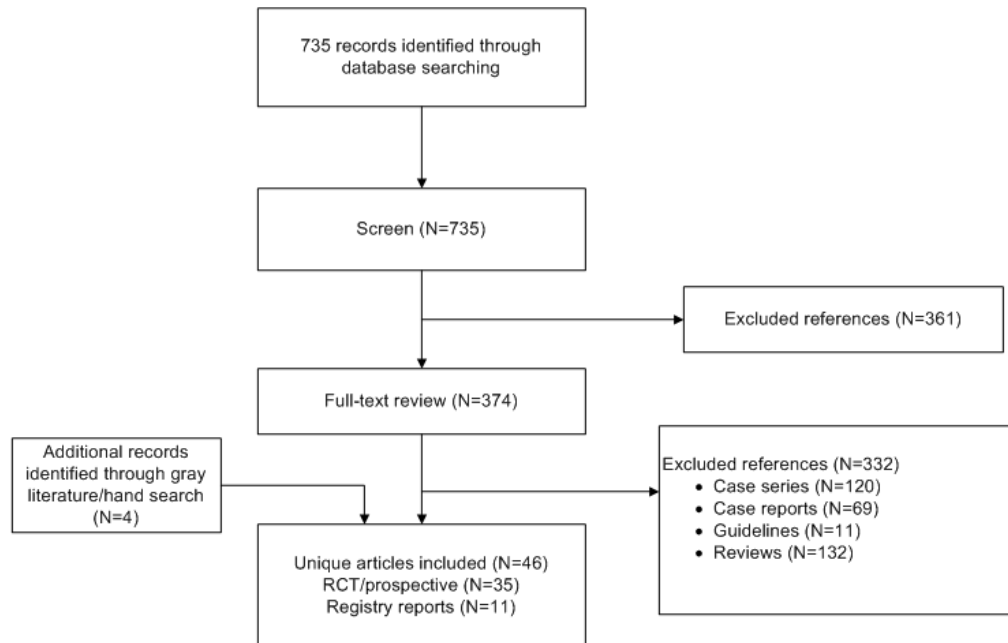 735 records identified through
database searching
Screen (N=735)
Excluded references (N=361)
Full-text review (N=374)
Additional records
identified through gray
literature/hand search
(N=4)
Excluded references (N=332)
• Case series (N=120)
• Case reports (N=69)
• Guidelines (N=11)
• Reviews (N=132)
Unique articles included (N=46)
RCT/prospective (N=35)
Registry reports (N=11)